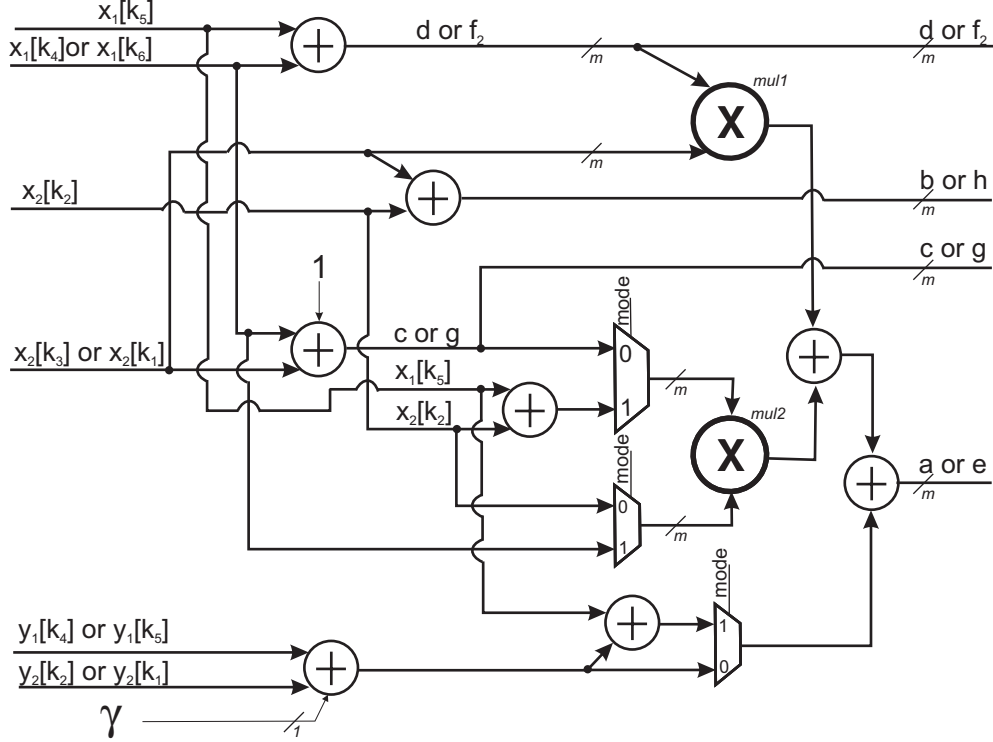 x₁[k₅]
d or f₂
d or f₂
x₁[k₄]or x₁[k₆]
m
m
mul1
X
m
x₂[k₂]
b or h
m
c or g
m
1
mode
c or g
0
x₂[k₃] or x₂[k₁]
x₁[k₅]
m
1
x₂[k₂]
mul2
X
mode
a or e
0
m
m
1
mode
y₁[k₄] or y₁[k₅]
1
y₂[k₂] or y₂[k₁]
0
γ
1